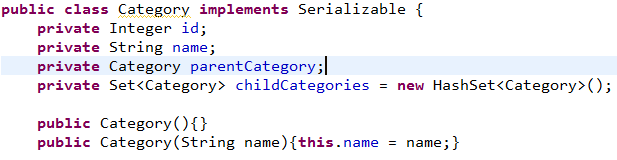 public class Category implements Serializable {
    private Integer id;
    private String name;
    private Category parentCategory;
    private Set<Category> childCategories = new HashSet<Category>();

    public Category(){}
    public Category(String name){this.name = name;}